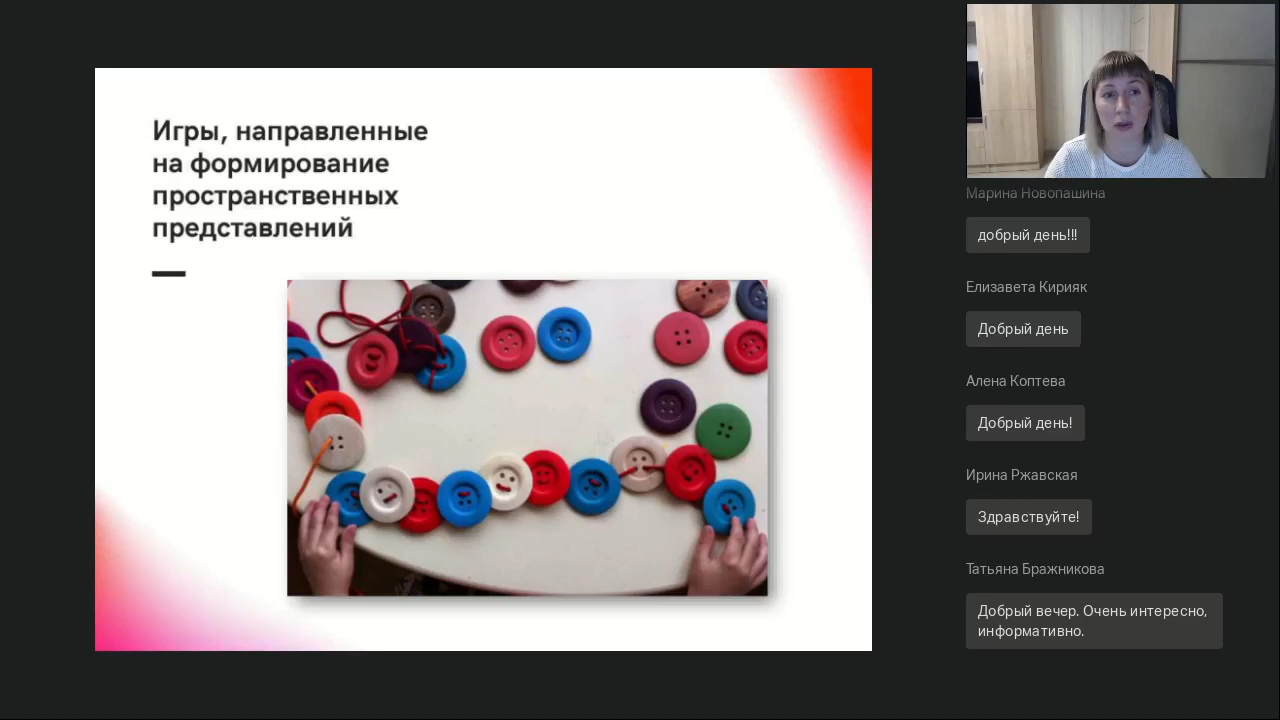 Игры, направленные
на формирование
пространственных
представлений
Марина Новопашина
добрый день!!!
Елизавета Кирияк
Добрый день
Алена Коптева
Добрый день!
Ирина Ржавская
Здравствуйте!
Татьяна Бражникова
Добрый вечер. Очень интересно,
информативно.